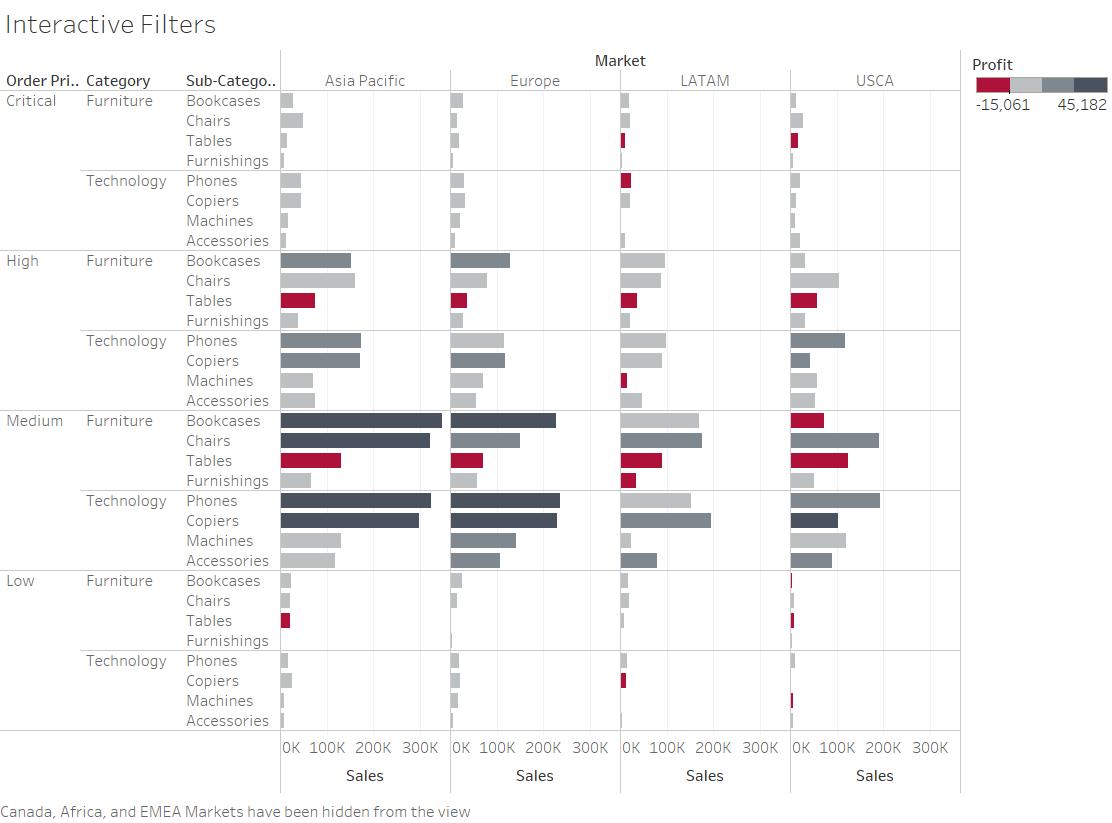 Interactive Filters
Market
Order Pri.. Category Sub-Catego.. Asia Pacific Europe LATAM USCA
Critical Furniture Bookcases
Chairs
Tables
Furnishings
Technology Phones
Copiers
Machines
Accessories
High Furniture Bookcases
Chairs
Tables
Furnishings
Technology Phones
Copiers
Machines
Accessories
Medium Furniture Bookcases
Chairs
Tables
Furnishings
Technology Phones
Copiers
Machines
Accessories
Low Furniture Bookcases
Chairs
Tables
Furnishings
Technology Phones
Copiers
Machines
Accessories
0K 100K 200K 300K 0K 100K 200K 300K 0K 100K 200K 300K 0K 100K 200K 300K
Sales Sales Sales Sales
Profit
-15,061 45,182
Canada, Africa, and EMEA Markets have been hidden from the view